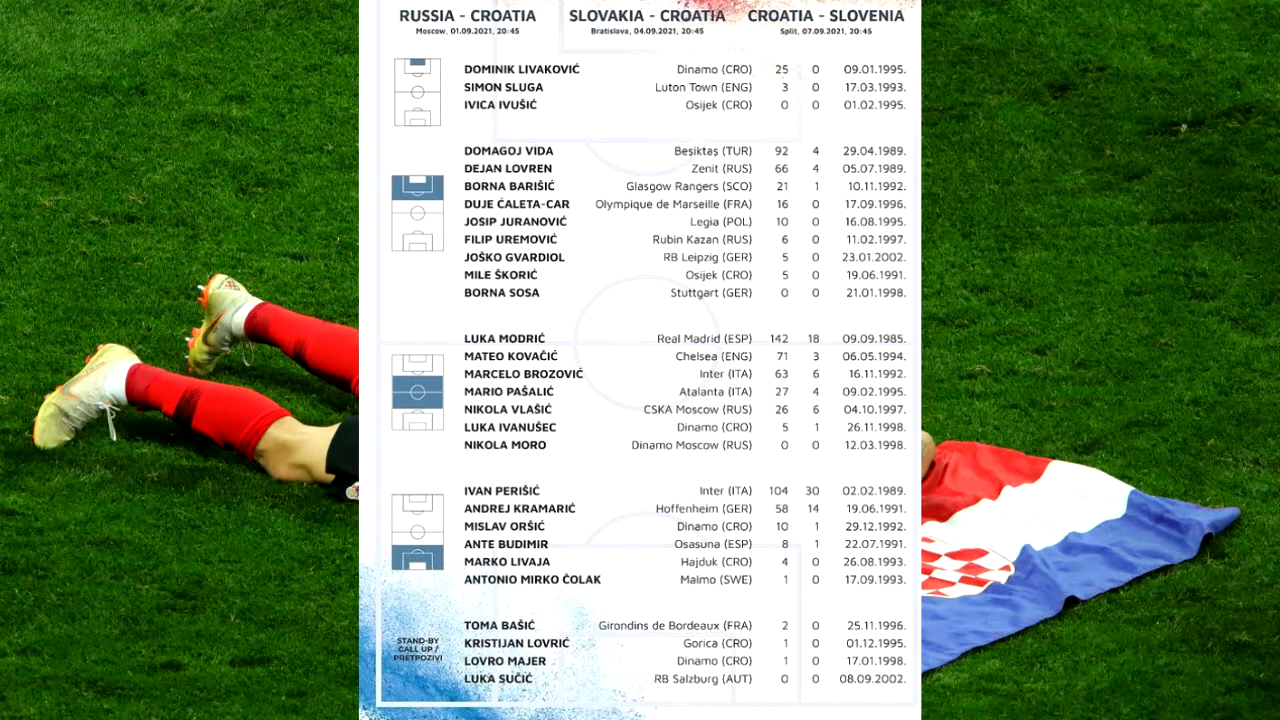 RUSSIA - CROATIA SLOVAKIA - CROATIA CROATIA - SLOVENIA
Moscow, 01.09.2021, 20:45 Bratislava, 04.09.2021, 20:45 Split, 07.09.2021, 20:45
DOMINIK LIVAKOVIĆ Dinamo (CRO) 25 0 09.01.1995.
SIMON SLUGA Luton Town (ENG) 3 0 17.03.1993.
IVICA IVUŠIĆ Osijek (CRO) 0 0 01.02.1995.
DOMAGOJ VIDA Beşiktaş (TUR) 92 4 29.04.1989.
DEJAN LOVREN Zenit (RUS) 66 4 05.07.1989.
BORNA BARIŠIĆ Glasgow Rangers (SCO) 21 1 10.11.1992.
DUJE ĆALETA-CAR Olympique de Marseille (FRA) 16 0 17.09.1996.
JOSIP JURANOVIĆ Legia (POL) 10 0 16.08.1995.
FILIP UREMOVIĆ Rubin Kazan (RUS) 6 0 11.02.1997.
JOŠKO GVARDIOL RB Leipzig (GER) 5 0 23.01.2002.
MILE ŠKORIĆ Osijek (CRO) 5 0 19.06.1991.
BORNA SOSA Stuttgart (GER) 0 0 21.01.1998.
LUKA MODRIĆ Real Madrid (ESP) 142 18 09.09.1985.
MATEO KOVAČIĆ Chelsea (ENG) 71 3 06.05.1994.
MARCELO BROZOVIĆ Inter (ITA) 63 6 16.11.1992.
MARIO PAŠALIĆ Atalanta (ITA) 27 4 09.02.1995.
NIKOLA VLAŠIĆ CSKA Moscow (RUS) 26 6 04.10.1997.
LUKA IVANUŠEC Dinamo (CRO) 5 1 26.11.1998.
NIKOLA MORO Dinamo Moscow (RUS) 0 0 12.03.1998.
IVAN PERIŠIĆ Inter (ITA) 104 30 02.02.1989.
ANDREJ KRAMARIĆ Hoffenheim (GER) 58 14 19.06.1991.
MISLAV ORŠIĆ Dinamo (CRO) 10 1 29.12.1992.
ANTE BUDIMIR Osasuna (ESP) 8 1 22.07.1991.
MARKO LIVAJA Hajduk (CRO) 4 0 26.08.1993.
ANTONIO MIRKO ČOLAK Malmo (SWE) 1 0 17.09.1993.
STAND-BY
CALL UP /
PRETPOZIVI
TOMA BAŠIĆ Girondins de Bordeaux (FRA) 2 0 25.11.1996.
KRISTIJAN LOVRIĆ Gorica (CRO) 1 0 01.12.1995.
LOVRO MAJER Dinamo (CRO) 1 0 17.01.1998.
LUKA SUČIĆ RB Salzburg (AUT) 0 0 08.09.2002.